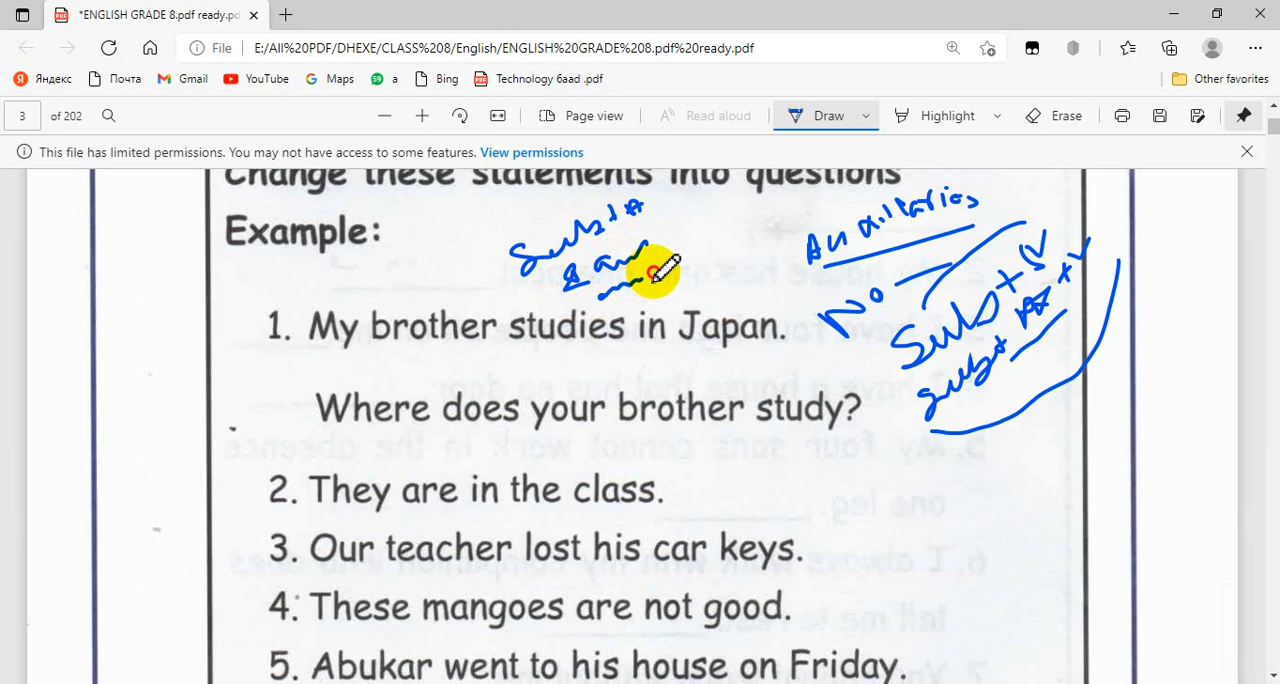 *ENGLISH GRADE 8.pdf ready.pdf
File E:/All%20PDF/DHEXE/CLASS%208/English/ENGLISH%20GRADE%208.pdf%20ready.pdf
Яндекс Почта Gmail YouTube Maps a Bing Technology 6aad .pdf Other favorites
3 of 202 Page view Read aloud Draw Highlight Erase
This file has limited permissions. You may not have access to some features. View permissions
Change these statements into questions
Example:
1. My brother studies in Japan.
Where does your brother study?
2. They are in the class.
3. Our teacher lost his car keys.
4. These mangoes are not good.
5. Abukar went to his house on Friday.
Auxiliaries
No
Sub + V